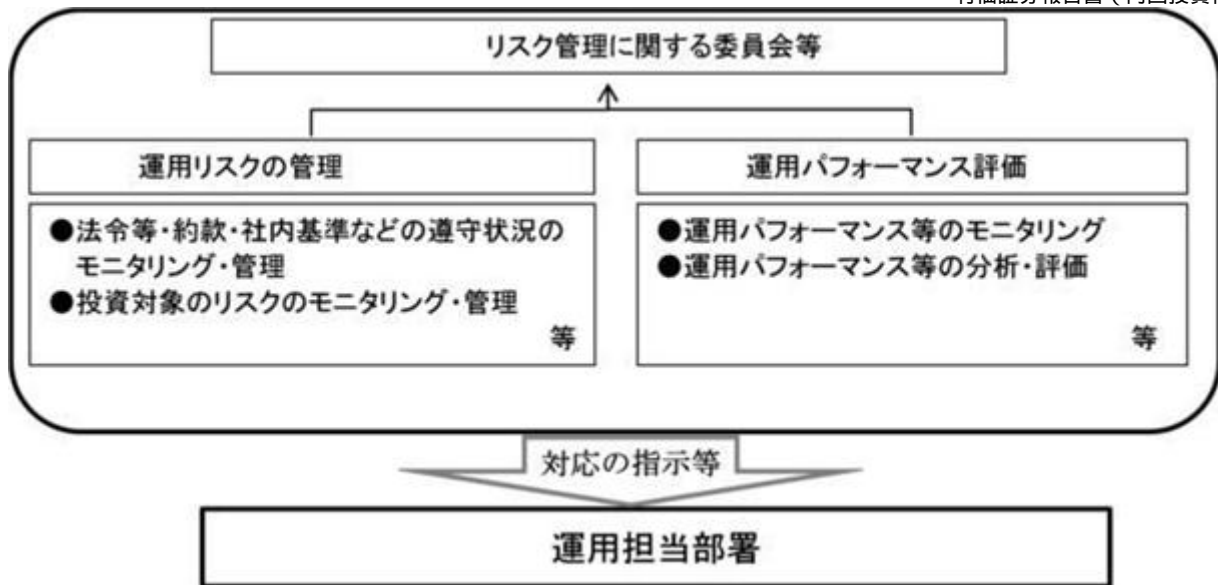 リスク管理に関する委員会等
運用リスクの管理
●法令等・約款・社内基準などの遵守状況の
モニタリング・管理
●投資対象のリスクのモニタリング・管理
等
運用パフォーマンス評価
●運用パフォーマンス等のモニタリング
●運用パフォーマンス等の分析・評価
等
対応の指示等
運用担当部署